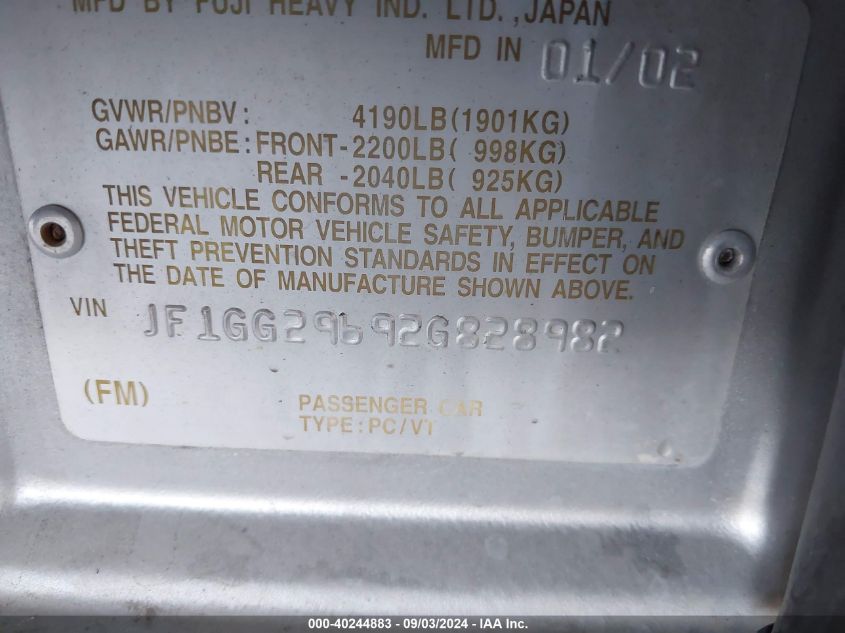 MFD BY FUJI HEAVY IND. LTD.,JAPAN
MFD IN 01/02
GVWR/PNBV: 4190LB(1901KG)
GAWR/PNBE:FRONT-2200LB( 998KG)
REAR -2040LB( 925KG)
THIS VEHICLE CONFORMS TO ALL APPLICABLE
FEDERAL MOTOR VEHICLE SAFETY, BUMPER, AND
THEFT PREVENTION STANDARDS IN EFFECT ON
THE DATE OF MANUFACTURE SHOWN ABOVE.
VIN JF1GG29692G828982
(FM) PASSENGER CAR
TYPE:PC/VT
000-40244883 - 09/03/2024 - IAAI.COM